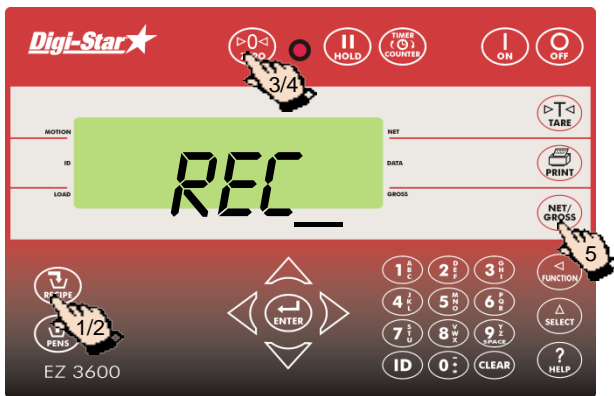 Digi-Star
▷0◁
ZERO
HOLD
TIMER
COUNTER
ON
OFF
3/4
▷T◁
TARE
MOTION
NET
ID
DATA
PRINT
LOAD
GROSS
REC_
NET/
GROSS
5
RECIPE
1/2
PENS
ENTER
1 A B C
2 D E F
3 G H I
FUNCTION
4 J K L
5 M N O
6 P Q R
SELECT
7 S T U
8 V W X
9 Y Z SPACE
ID
0 - + .
CLEAR
?
HELP
EZ 3600